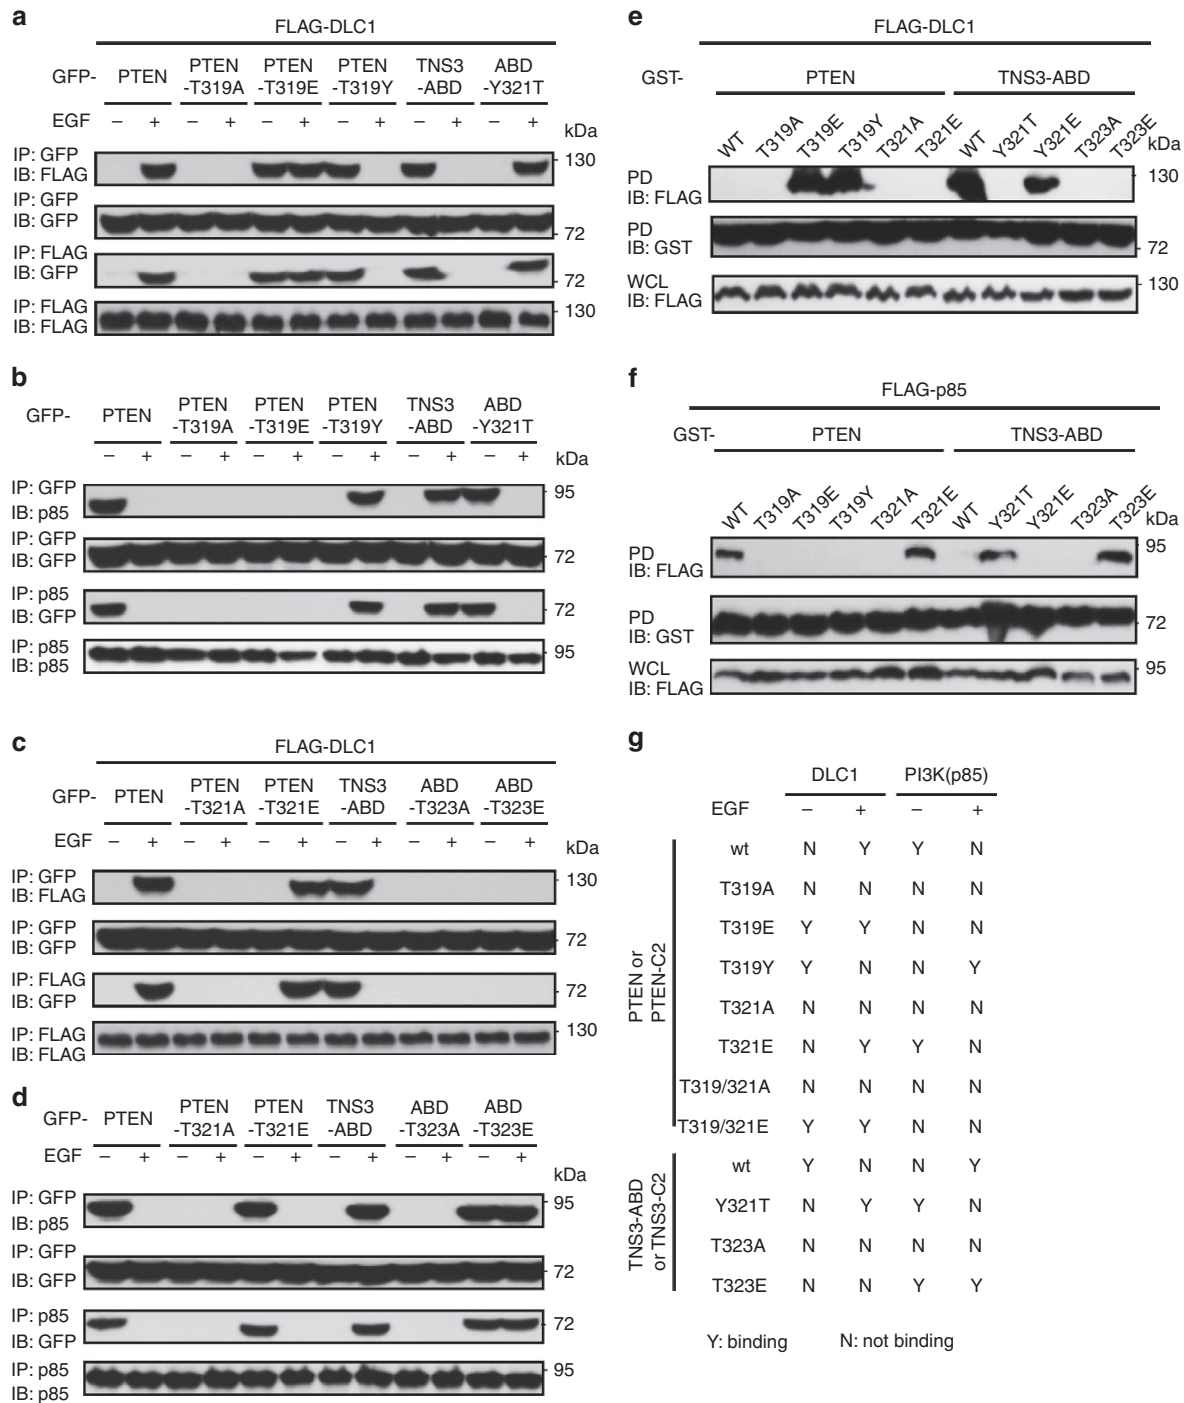 a
FLAG-DLC1
GFP- PTEN PTEN -T319A PTEN -T319E PTEN -T319Y TNS3 -ABD ABD -Y321T
EGF − + − + − + − + − + − +
kDa
IP: GFP
IB: FLAG
130
IP: GFP
IB: GFP
72
IP: FLAG
IB: GFP
72
IP: FLAG
IB: FLAG
130
b
GFP- PTEN PTEN -T319A PTEN -T319E PTEN -T319Y TNS3 -ABD ABD -Y321T
− + − + − + − + − + − +
kDa
IP: GFP
IB: p85
95
IP: GFP
IB: GFP
72
IP: p85
IB: GFP
72
IP: p85
IB: p85
95
c
FLAG-DLC1
GFP- PTEN PTEN -T321A PTEN -T321E TNS3 -ABD ABD -T323A ABD -T323E
EGF − + − + − + − + − + − +
kDa
IP: GFP
IB: FLAG
130
IP: GFP
IB: GFP
72
IP: FLAG
IB: GFP
72
IP: FLAG
IB: FLAG
130
d
GFP- PTEN PTEN -T321A PTEN -T321E TNS3 -ABD ABD -T323A ABD -T323E
EGF − + − + − + − + − + − +
kDa
IP: GFP
IB: p85
95
IP: GFP
IB: GFP
72
IP: p85
IB: GFP
72
IP: p85
IB: p85
95
e
FLAG-DLC1
GST- PTEN TNS3-ABD
WT T319A T319E T319Y T321A T321E WT Y321T Y321E T323A T323E
kDa
PD
IB: FLAG
130
PD
IB: GST
72
WCL
IB: FLAG
130
f
FLAG-p85
GST- PTEN TNS3-ABD
WT T319A T319E T319Y T321A T321E WT Y321T Y321E T323A T323E
kDa
PD
IB: FLAG
95
PD
IB: GST
72
WCL
IB: FLAG
95
g
DLC1 PI3K(p85)
EGF − + − +
PTEN or
PTEN-C2
wt N Y Y N
T319A N N N N
T319E Y Y N N
T319Y Y N N Y
T321A N N N N
T321E N Y Y N
T319/321A N N N N
T319/321E Y Y N N
TNS3-ABD
or TNS3-C2
wt Y N N Y
Y321T N Y Y N
T323A N N N N
T323E N N Y Y
Y: binding N: not binding